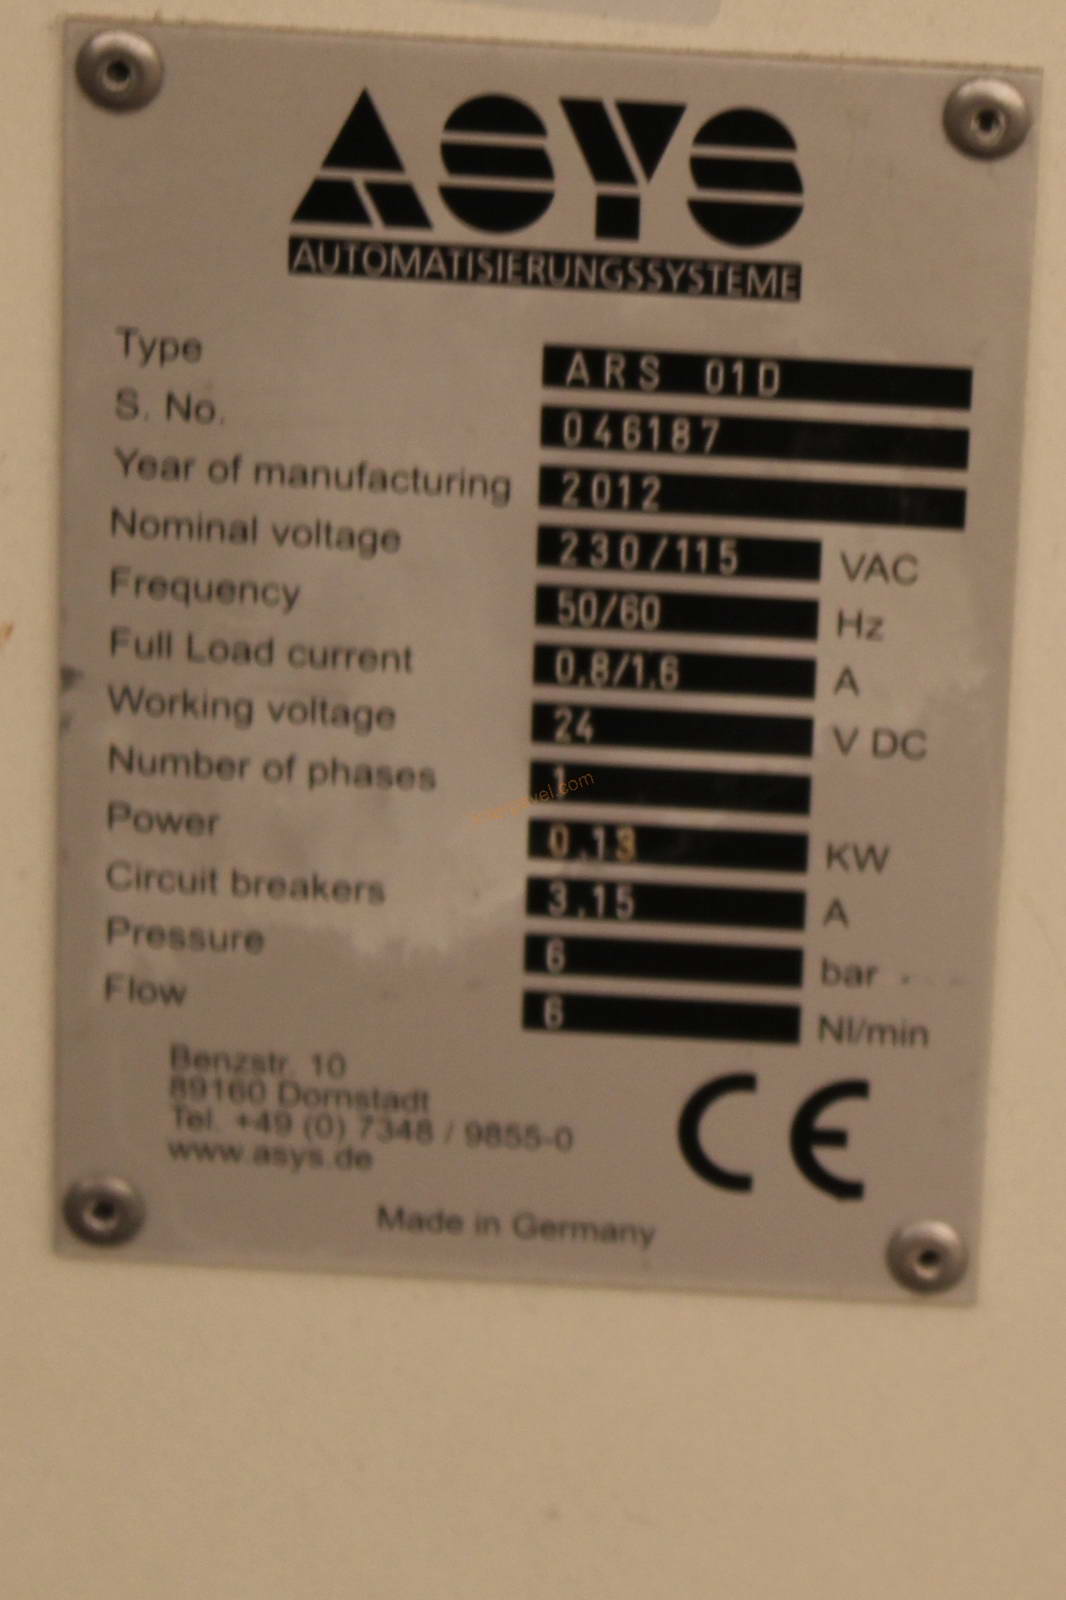 ASYS
AUTOMATISIERUNGSSYSTEME
Type ARS 01D
S. No. 046187
Year of manufacturing 2012
Nominal voltage 230/115 VAC
Frequency 50/60 Hz
Full Load current 0.8/1.6 A
Working voltage 24 V DC
Number of phases 1
Power 0.13 KW
Circuit breakers 3.15 A
Pressure 6 bar
Flow 6 Nl/min
Benzstr. 10
89160 Dornstadt
Tel. +49 (0) 7348 / 9855-0
www.asys.de
CE
Made in Germany